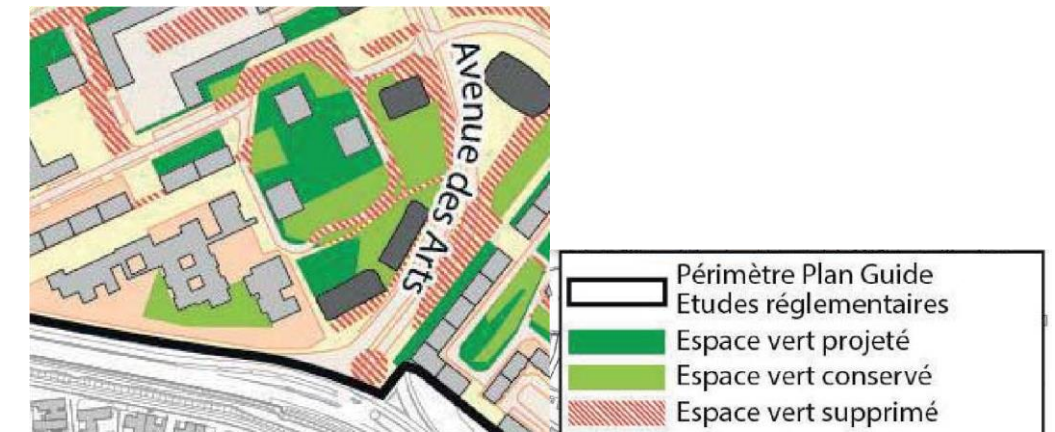 Avenue des Arts
Périmètre Plan Guide
Etudes réglementaires
Espace vert projeté
Espace vert conservé
Espace vert supprimé